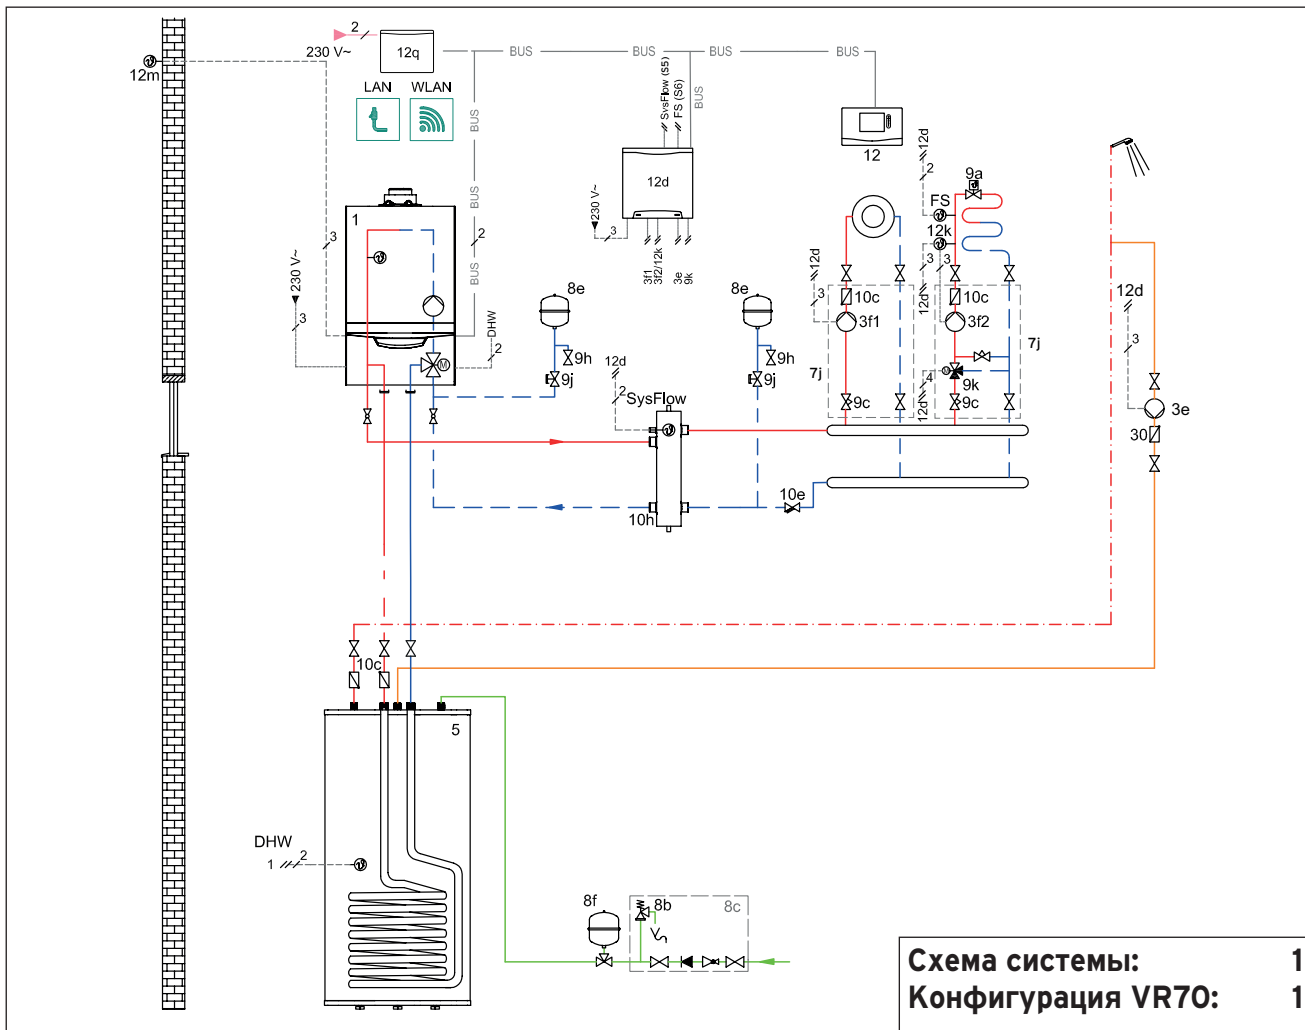 2
230 V~
12q
BUS
BUS
BUS
BUS
12m
LAN
WLAN
BUS
SysFlow (S5)
FS (S6)
BUS
12
12d
2
9a
12d
230 V~
3
FS
12k
1
3
BUS
2
BUS
230 V~
3
3f1
3f2/12k
3e
9k
12d
3
3
3
12d
10c
10c
3f1
3f2
7j
7j
8e
8e
9h
9h
9j
9j
DHW
2
M
12d
2
SysFlow
M
4
12d
9k
9c
9c
12d
3
3e
30
10e
10h
10c
5
DHW
1
2
8f
8b
8c
Схема системы: 1
Конфигурация VR70: 1